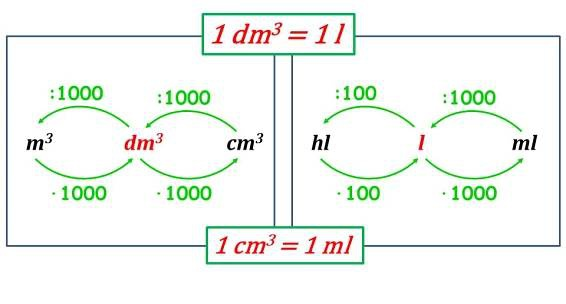 1 dm³ = 1 l
:1000 :1000 :100 :1000
m³ dm³ cm³ hl l ml
· 1000 · 1000 · 100 · 1000
1 cm³ = 1 ml